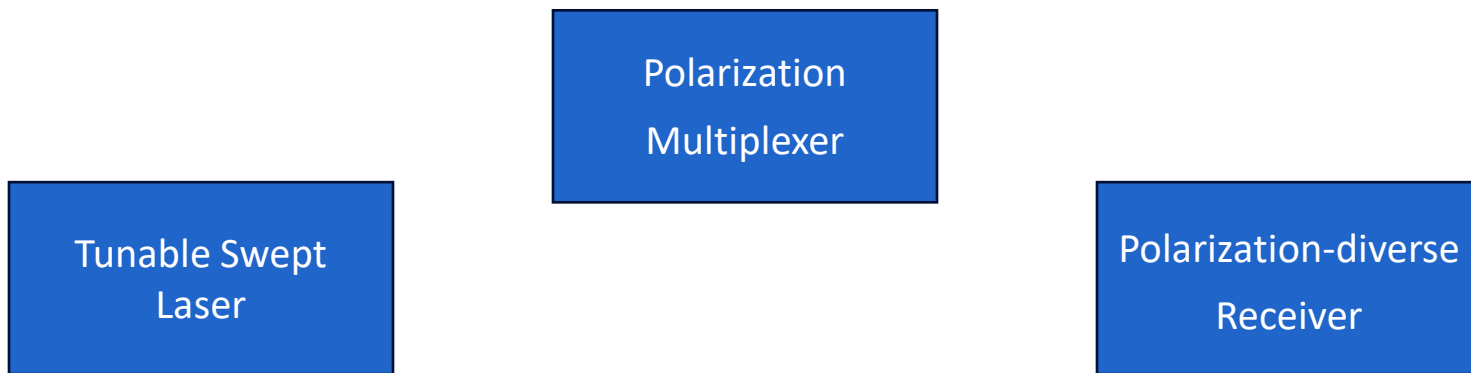 Polarization
Multiplexer
Tunable Swept
Laser
Polarization-diverse
Receiver